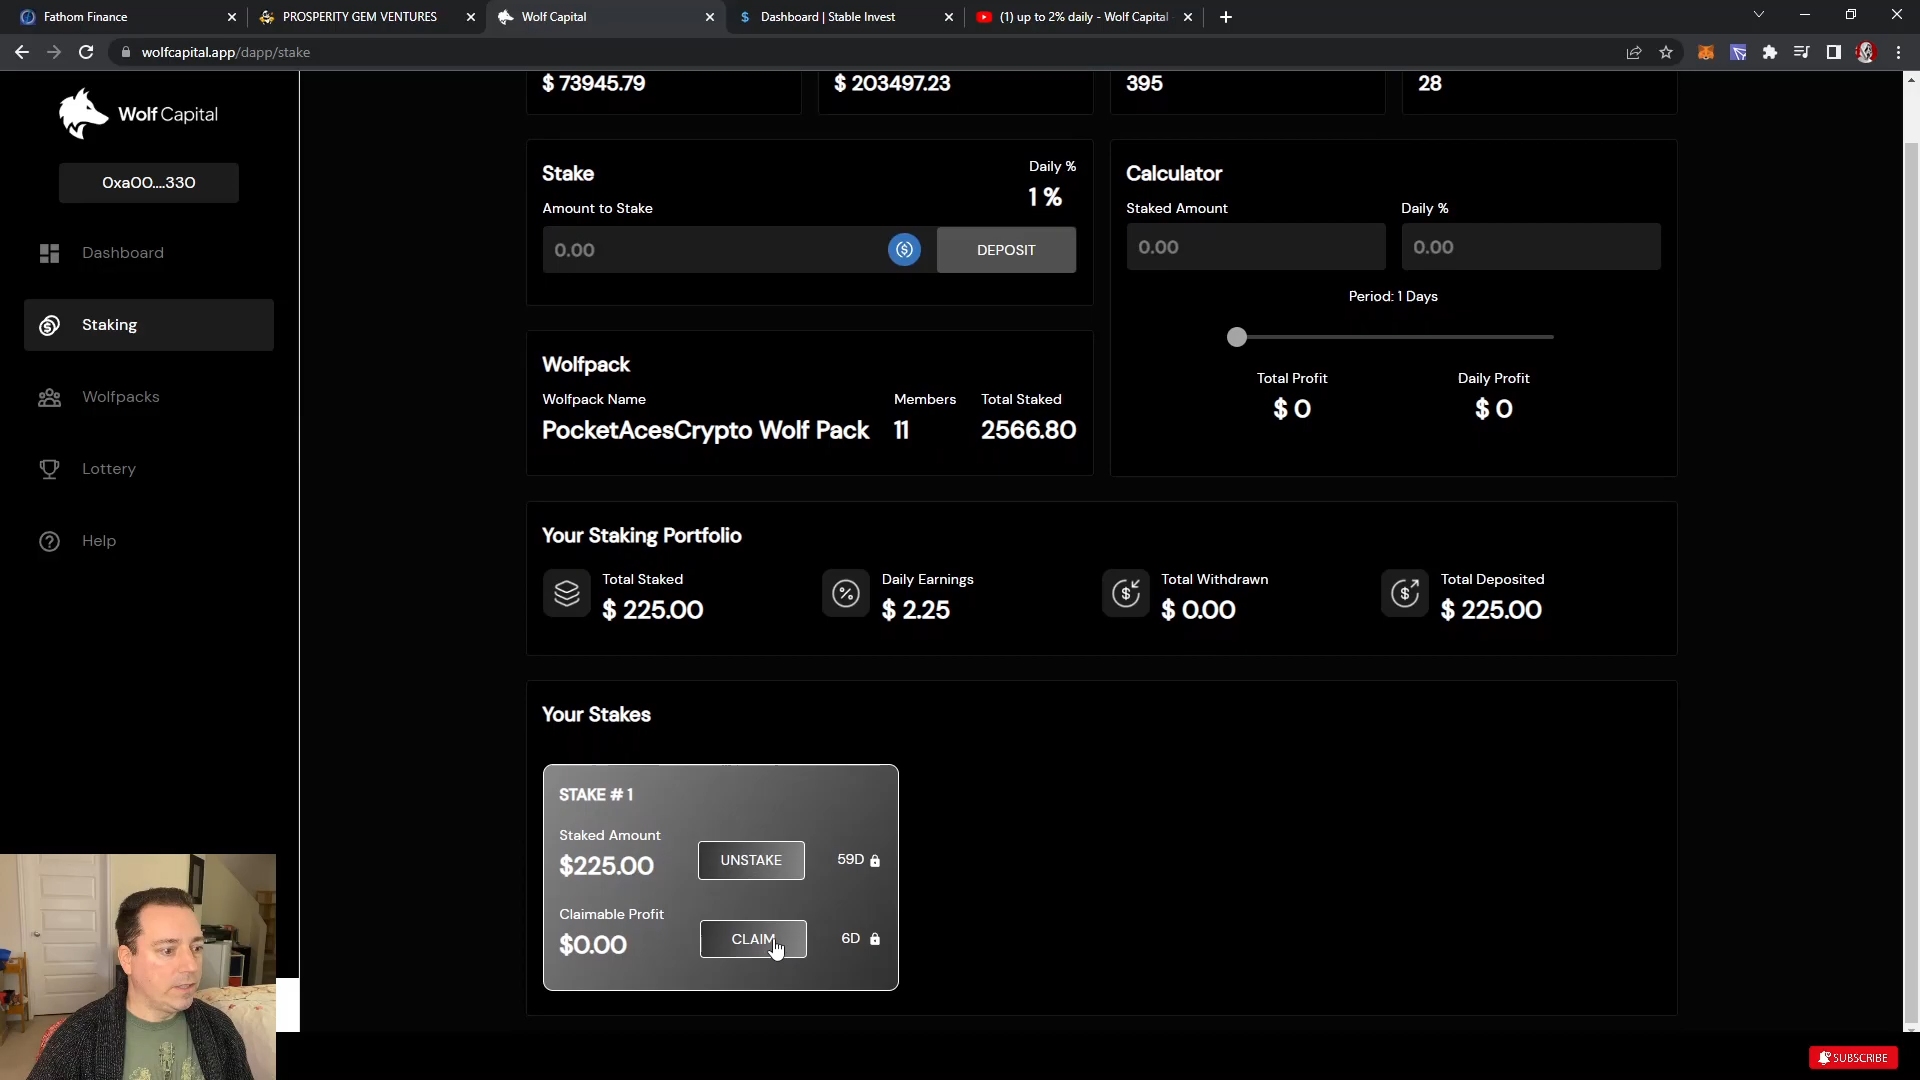 Fathom Finance
PROSPERITY GEM VENTURES
Wolf Capital
Dashboard | Stable Invest
(1) up to 2% daily - Wolf Capital
wolfcapital.app/dapp/stake
Wolf Capital
0xa00....330
Dashboard
Staking
Wolfpacks
Lottery
Help
$ 73945.79
$ 203497.23
395
28
Stake
Daily %
1 %
Amount to Stake
0.00
DEPOSIT
Calculator
Staked Amount
Daily %
0.00
0.00
Period: 1 Days
Total Profit
Daily Profit
$ 0
$ 0
Wolfpack
Wolfpack Name
Members
Total Staked
PocketAcesCrypto Wolf Pack
11
2566.80
Your Staking Portfolio
Total Staked
$ 225.00
Daily Earnings
$ 2.25
Total Withdrawn
$ 0.00
Total Deposited
$ 225.00
Your Stakes
STAKE # 1
Staked Amount
$225.00
UNSTAKE
59D
Claimable Profit
$0.00
CLAIM
6D
SUBSCRIBE